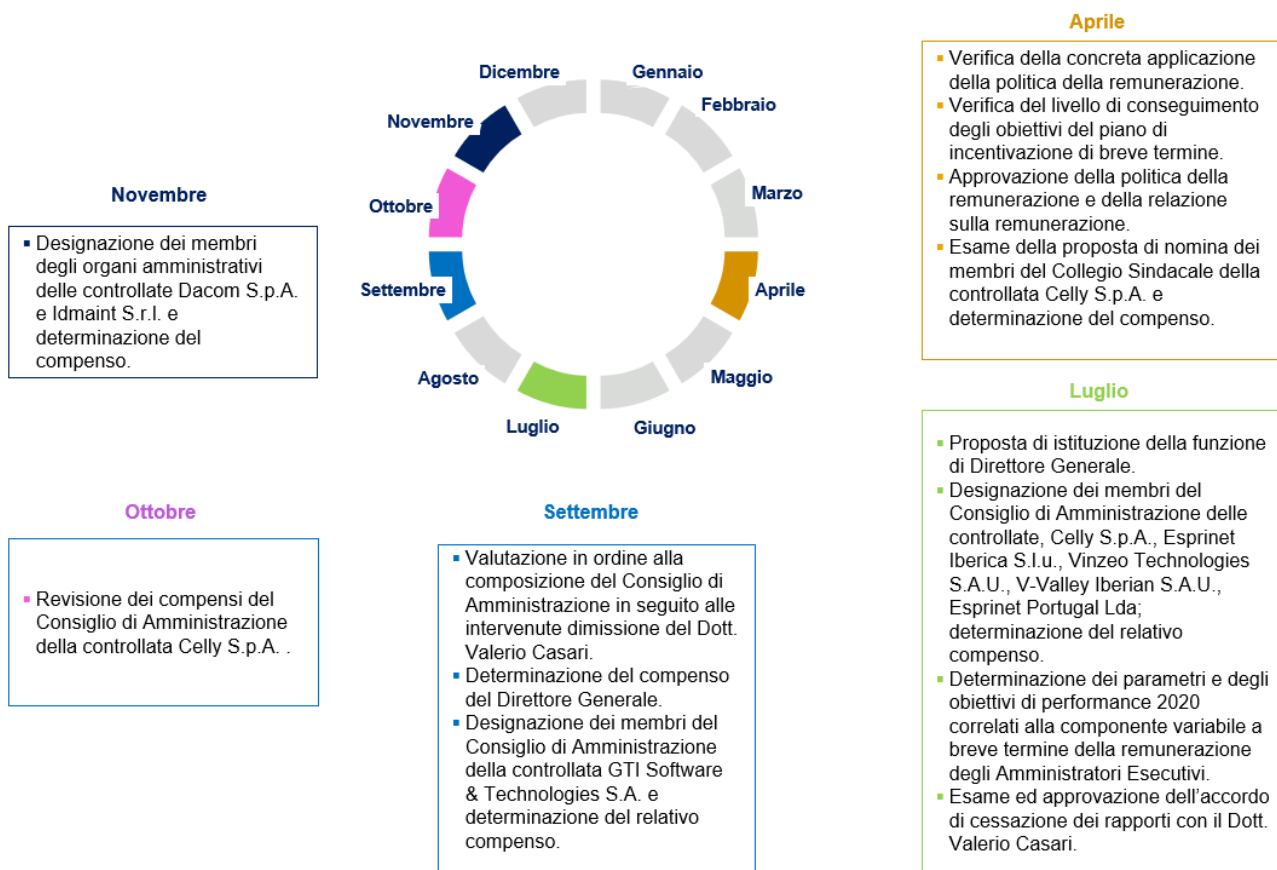 Dicembre
Gennaio
Febbraio
Marzo
Aprile
Maggio
Giugno
Luglio
Agosto
Settembre
Ottobre
Novembre
Aprile
▪ Verifica della concreta applicazione
della politica della remunerazione.
▪ Verifica del livello di conseguimento
degli obiettivi del piano di
incentivazione di breve termine.
▪ Approvazione della politica della
remunerazione e della relazione
sulla remunerazione.
▪ Esame della proposta di nomina dei
membri del Collegio Sindacale della
controllata Celly S.p.A. e
determinazione del compenso.
Luglio
▪ Proposta di istituzione della funzione
di Direttore Generale.
▪ Designazione dei membri del
Consiglio di Amministrazione delle
controllate, Celly S.p.A., Esprinet
Iberica S.l.u., Vinzeo Technologies
S.A.U., V-Valley Iberian S.A.U.,
Esprinet Portugal Lda;
determinazione del relativo
compenso.
▪ Determinazione dei parametri e degli
obiettivi di performance 2020
correlati alla componente variabile a
breve termine della remunerazione
degli Amministratori Esecutivi.
▪ Esame ed approvazione dell'accordo
di cessazione dei rapporti con il Dott.
Valerio Casari.
Settembre
▪ Valutazione in ordine alla
composizione del Consiglio di
Amministrazione in seguito alle
intervenute dimissione del Dott.
Valerio Casari.
▪ Determinazione del compenso
del Direttore Generale.
▪ Designazione dei membri del
Consiglio di Amministrazione
della controllata GTI Software
& Technologies S.A. e
determinazione del relativo
compenso.
Ottobre
▪ Revisione dei compensi del
Consiglio di Amministrazione
della controllata Celly S.p.A. .
Novembre
▪ Designazione dei membri
degli organi amministrativi
delle controllate Dacom S.p.A.
e Idmaint S.r.l. e
determinazione del
compenso.